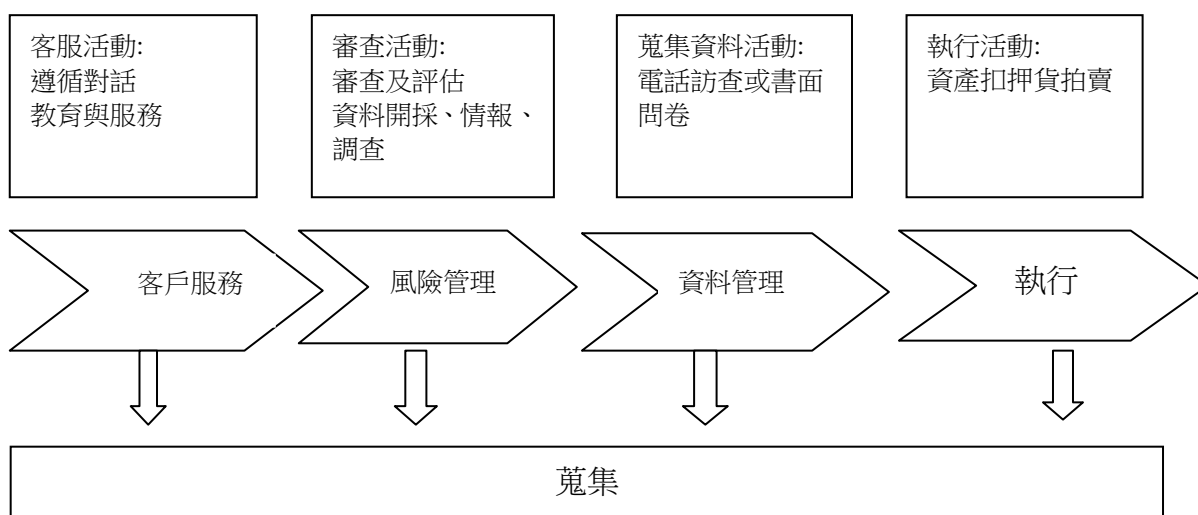 客服活動:
遵循對話
教育與服務
審查活動:
審查及評估
資料開採、情報、
調查
蒐集資料活動:
電話訪查或書面
問卷
執行活動:
資產扣押貨拍賣
客戶服務
風險管理
資料管理
執行
蒐集